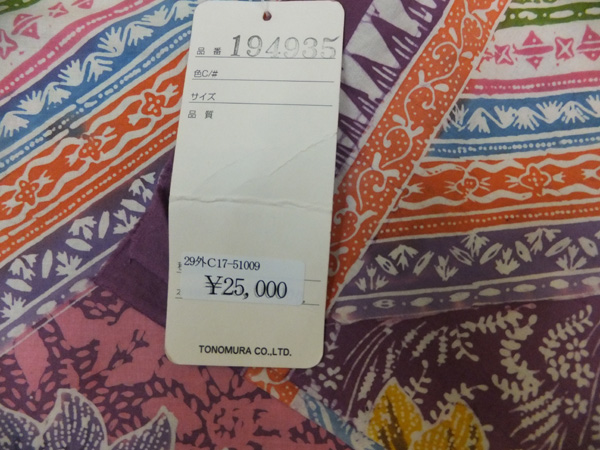 品番 194935
色C/#
サイズ
品質
29外C17-51009
¥25,000
TONOMURA CO.,LTD.